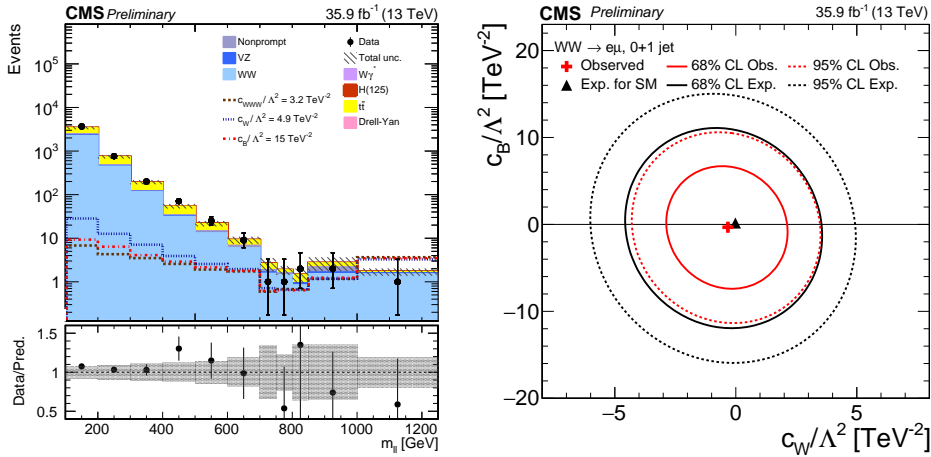 CMS Preliminary 35.9 fb⁻¹ (13 TeV)
Events
10⁵
10⁴
10³
10²
10
1
Nonprompt
VZ
WW
c_WWW/Λ² = 3.2 TeV⁻²
c_W/Λ² = 4.9 TeV⁻²
c_B/Λ² = 15 TeV⁻²
Data
Total unc.
Wγ*
H(125)
tt̄
Drell-Yan
Data/Pred.
1.5
1
0.5
200 400 600 800 1000 1200
m_ll [GeV]
CMS Preliminary 35.9 fb⁻¹ (13 TeV)
c_B/Λ² [TeV⁻²]
20
10
0
−10
−20
WW → eμ, 0+1 jet
Observed 68% CL Obs. 95% CL Obs.
Exp. for SM 68% CL Exp. 95% CL Exp.
−5 0 5
c_W/Λ² [TeV⁻²]